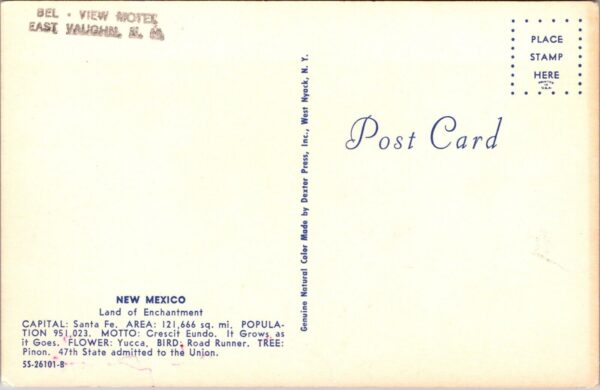 BEL - VIEW MOTEL
EAST VAUGHN, N. M.
PLACE
STAMP
HERE
Post Card
Genuine Natural Color Made by Dexter Press, Inc., West Nyack, N. Y.
NEW MEXICO
Land of Enchantment
CAPITAL: Santa Fe. AREA: 121,666 sq. mi. POPULA-
TION 951,023. MOTTO: Crescit Eundo. It Grows as
it Goes. FLOWER: Yucca, BIRD: Road Runner. TREE:
Pinon. 47th State admitted to the Union.
55-26101-B